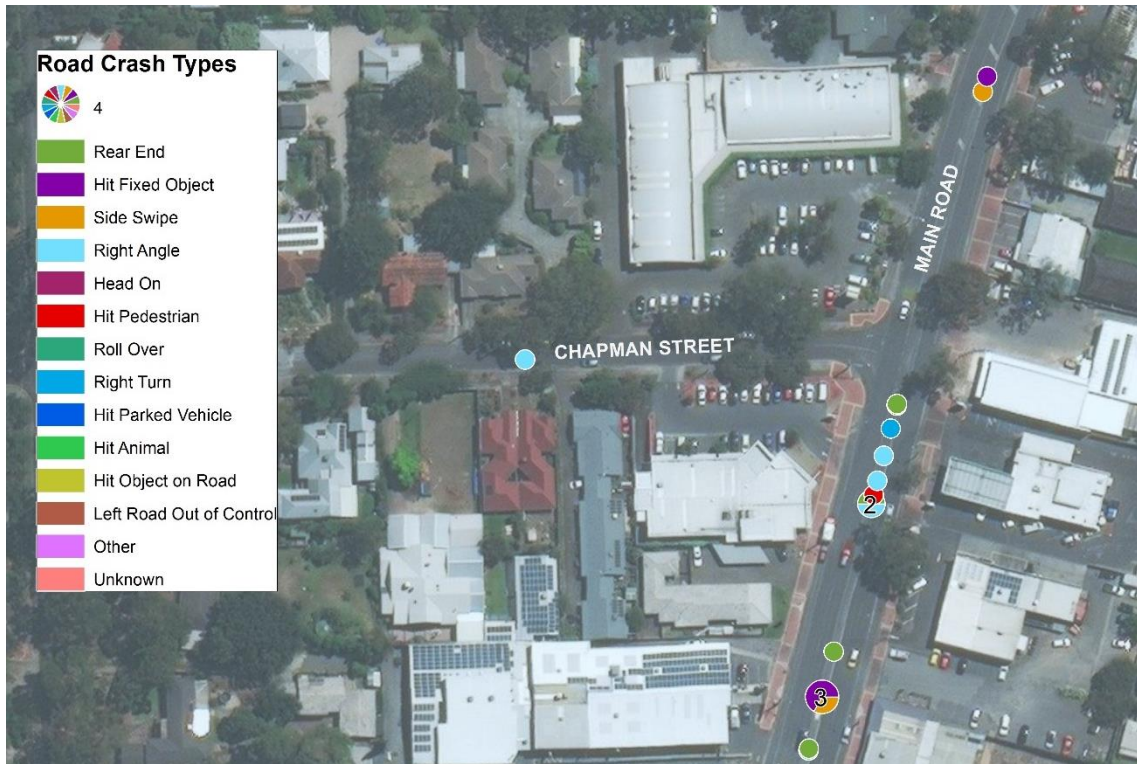 Road Crash Types
4
Rear End
Hit Fixed Object
Side Swipe
Right Angle
Head On
Hit Pedestrian
Roll Over
Right Turn
Hit Parked Vehicle
Hit Animal
Hit Object on Road
Left Road Out of Control
Other
Unknown
MAIN ROAD
CHAPMAN STREET
2
3